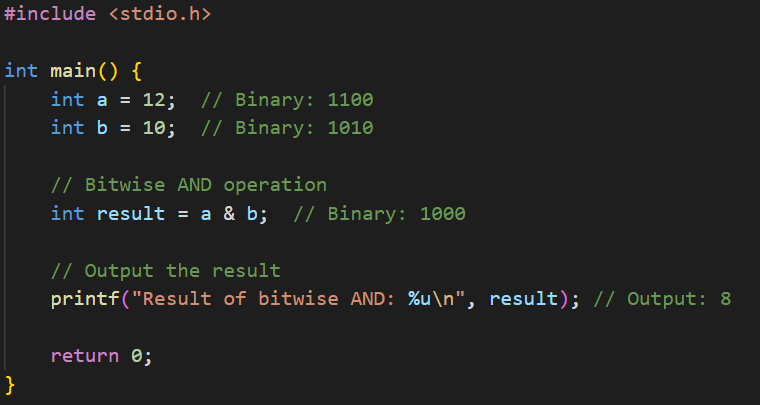 #include <stdio.h>
int main() {
    int a = 12;  // Binary: 1100
    int b = 10;  // Binary: 1010
    // Bitwise AND operation
    int result = a & b;  // Binary: 1000
    // Output the result
    printf("Result of bitwise AND: %u\n", result); // Output: 8
    return 0;
}